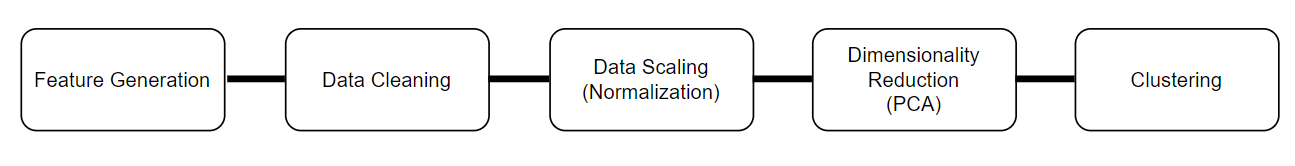 Feature Generation
Data Cleaning
Data Scaling
(Normalization)
Dimensionality
Reduction
(PCA)
Clustering